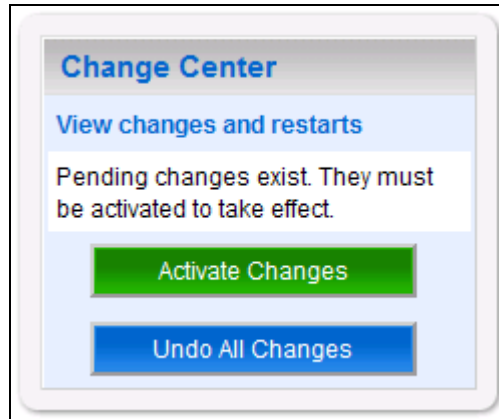 Change Center
View changes and restarts
Pending changes exist. They must
be activated to take effect.
Activate Changes
Undo All Changes